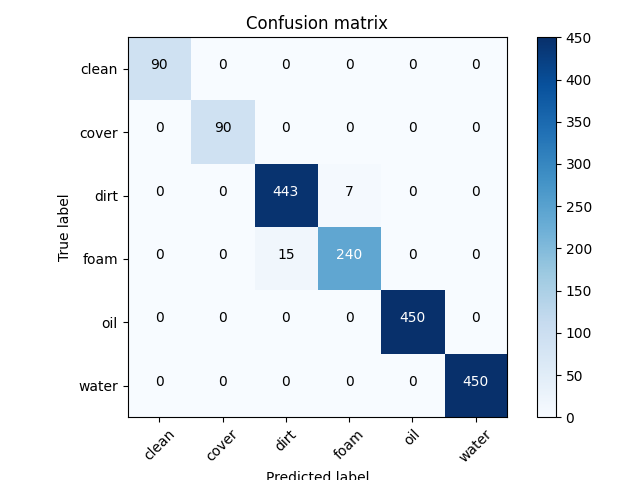 Confusion matrix
clean 90 0 0 0 0 0
cover 0 90 0 0 0 0
dirt 0 0 443 7 0 0
foam 0 0 15 240 0 0
oil 0 0 0 0 450 0
water 0 0 0 0 0 450
True label
clean cover dirt foam oil water
Predicted label
450
400
350
300
250
200
150
100
50
0